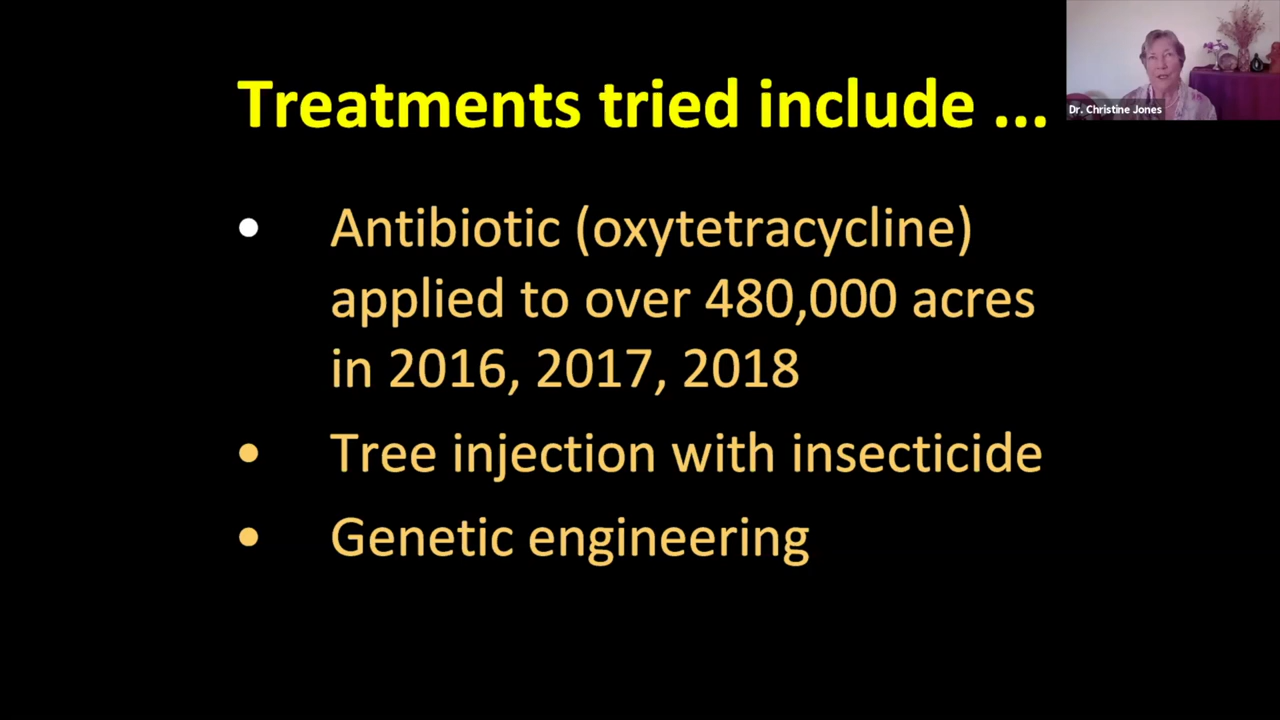 Treatments tried include ...
Dr. Christine Jones
• Antibiotic (oxytetracycline)
applied to over 480,000 acres
in 2016, 2017, 2018
• Tree injection with insecticide
• Genetic engineering